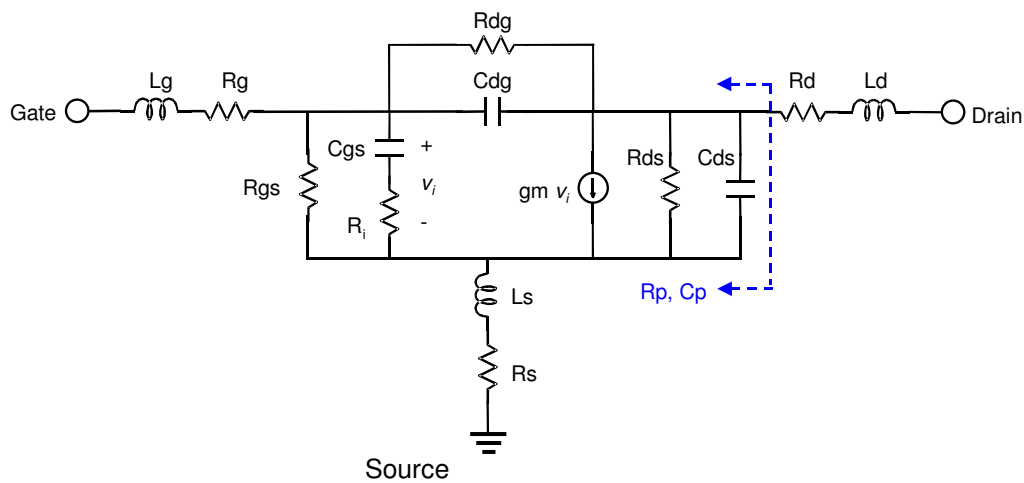 Rdg
Lg
Rg
Cdg
Rd
Ld
Gate
Drain
Cgs
+
Rds
Cds
Rgs
vi
gm vi
Ri
-
Ls
Rp, Cp
Rs
Source